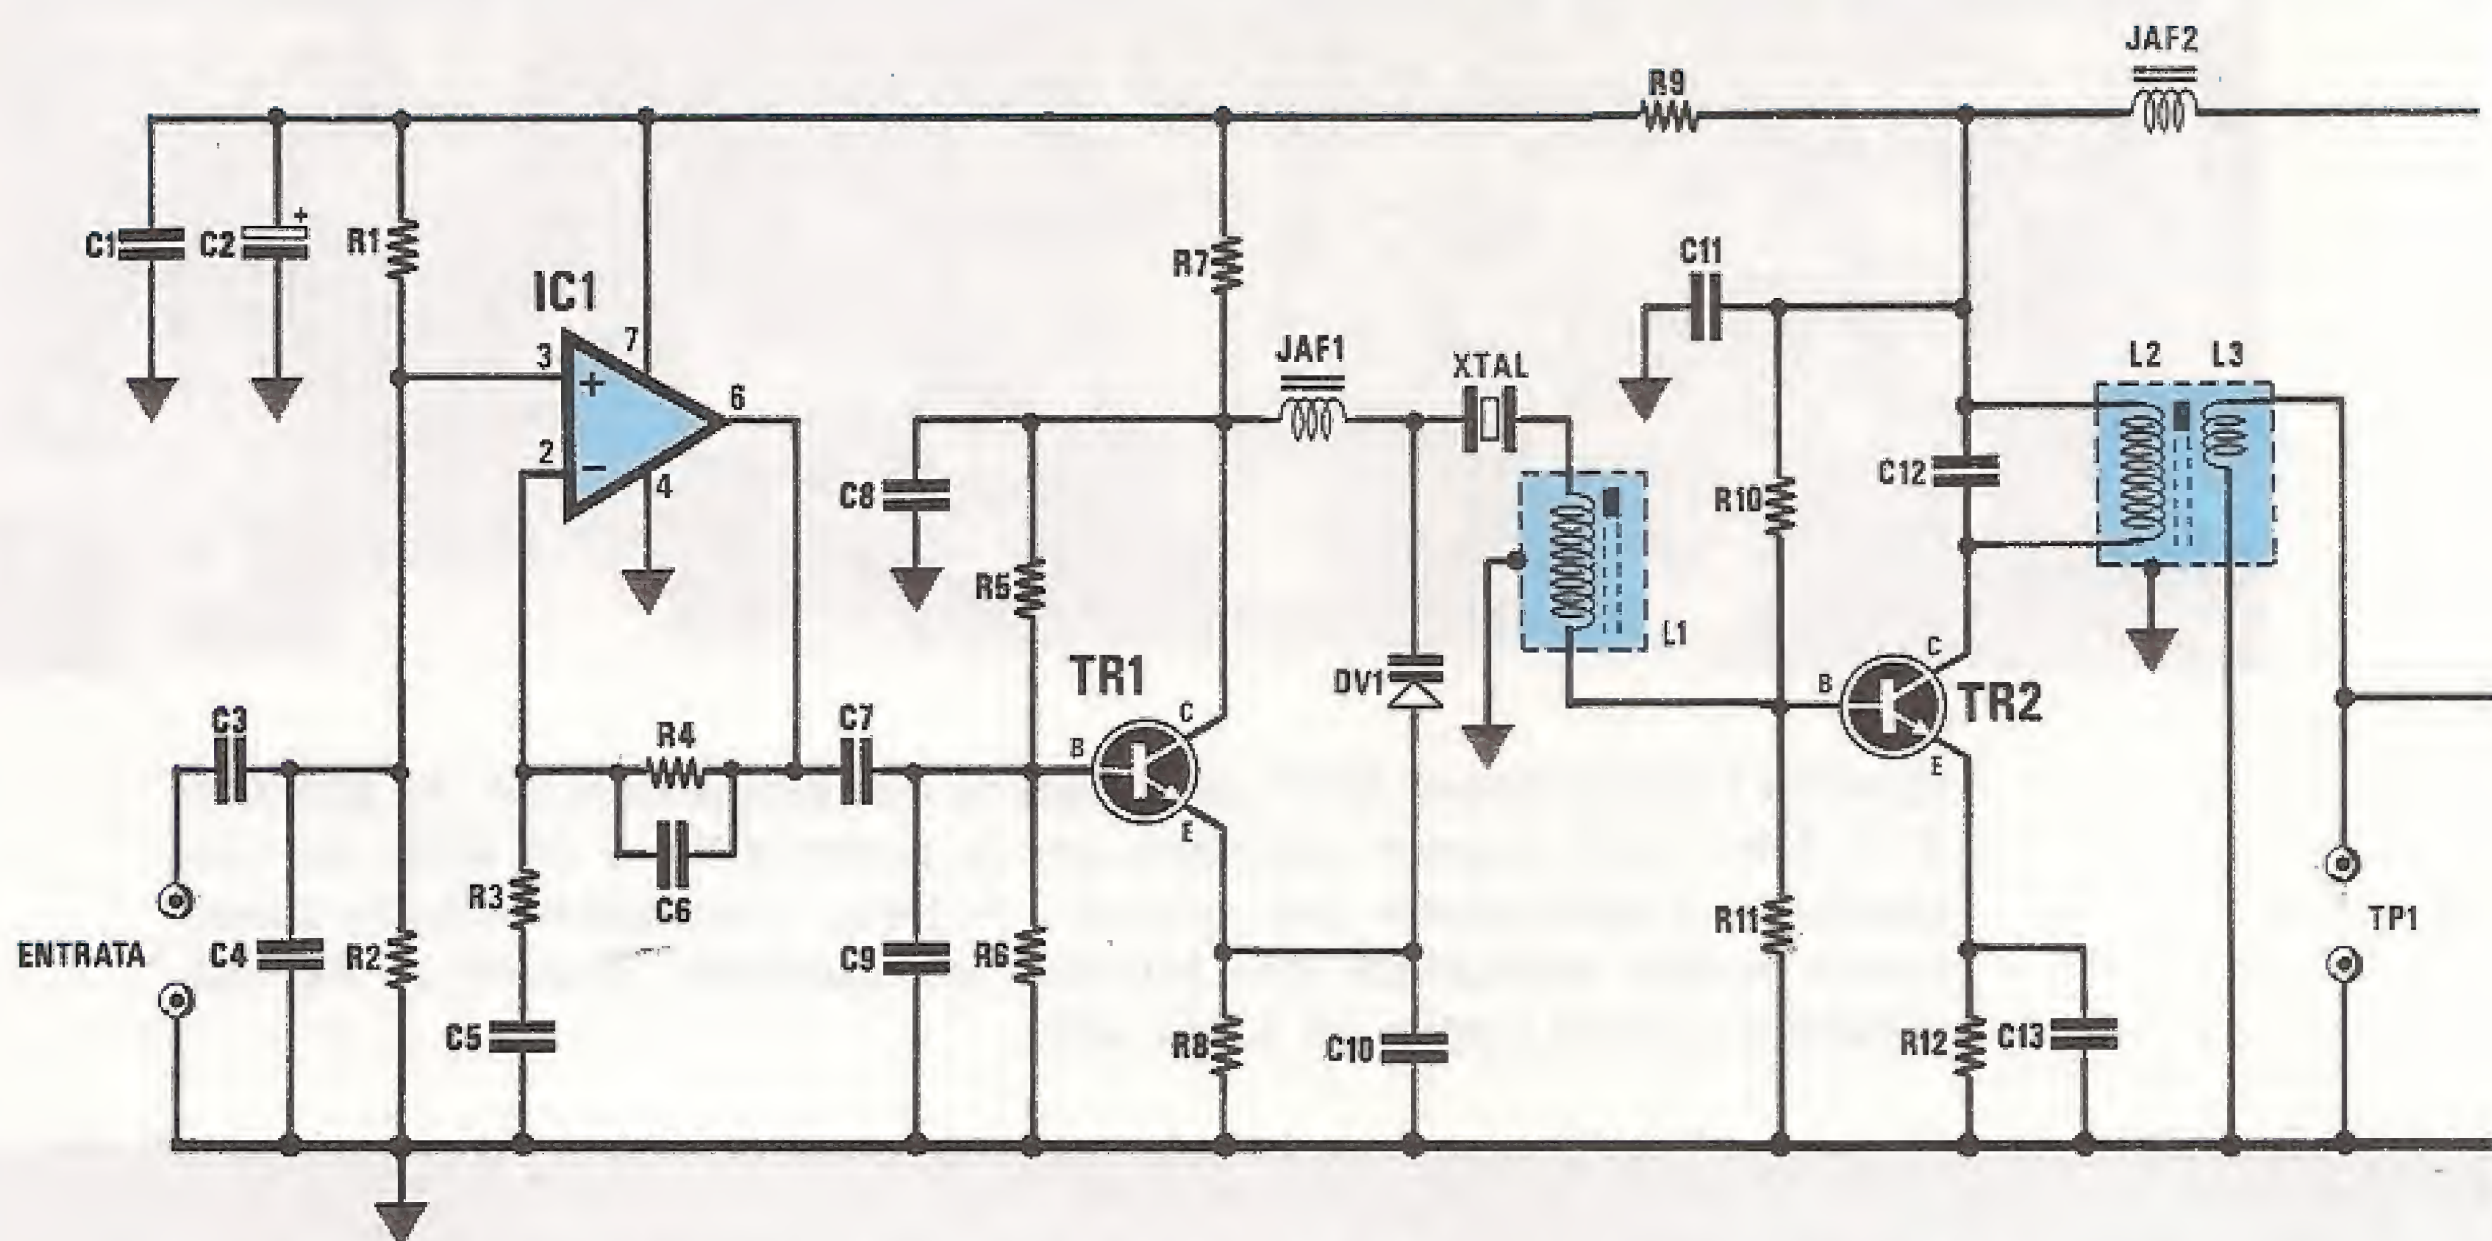 JAF2
R9
C1
C2
+
R1
R7
C11
IC1
7
3
+
6
2
−
4
JAF1
XTAL
L2
L3
C8
R5
R10
C12
L1
DV1
TR1
B
C
E
TR2
B
C
E
C3
R4
C7
C6
R3
ENTRATA
C4
R2
C9
R6
R11
TP1
C5
R8
C10
R12
C13